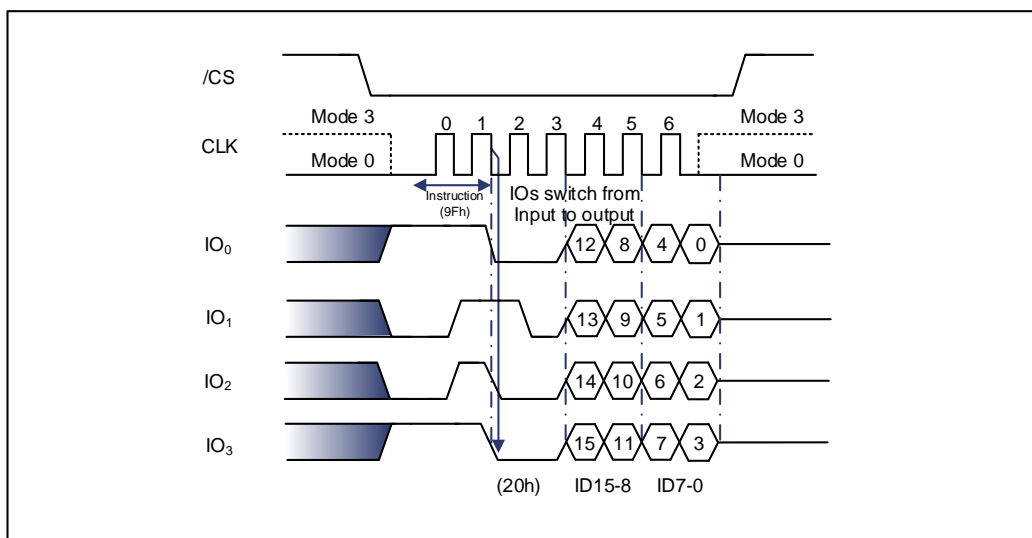 /CS
Mode 3
0 1 2 3 4 5 6
Mode 3
CLK
Mode 0
Mode 0
Instruction
(9Fh)
IOs switch from
Input to output
IO0
12 8 4 0
IO1
13 9 5 1
IO2
14 10 6 2
IO3
15 11 7 3
(20h) ID15-8 ID7-0